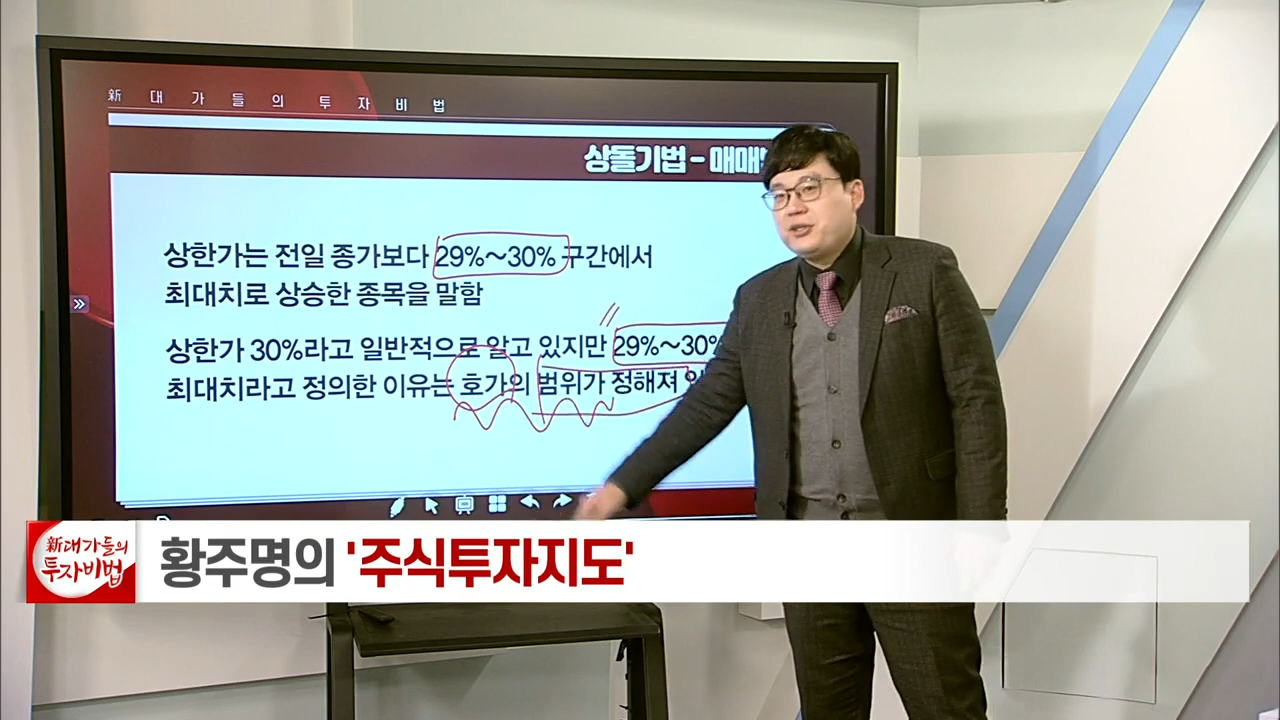 新 대가들의 투자비법
상돌기법 - 매매
상한가는 전일 종가보다 29%~30% 구간에서
최대치로 상승한 종목을 말함
상한가 30%라고 일반적으로 알고 있지만 29%~30%
최대치라고 정의한 이유는 호가의 범위가 정해져
新대가들의
투자비법
황주명의 '주식투자지도'